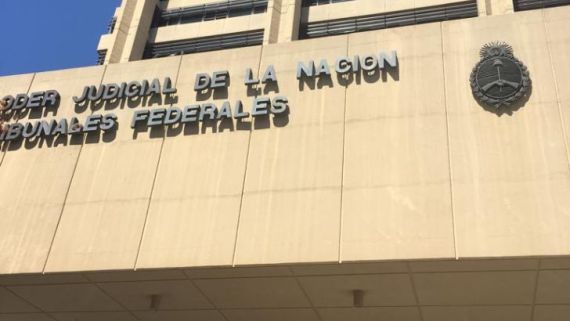 ODER JUDICIAL DE LA NACION
IBUNALES FEDERALES